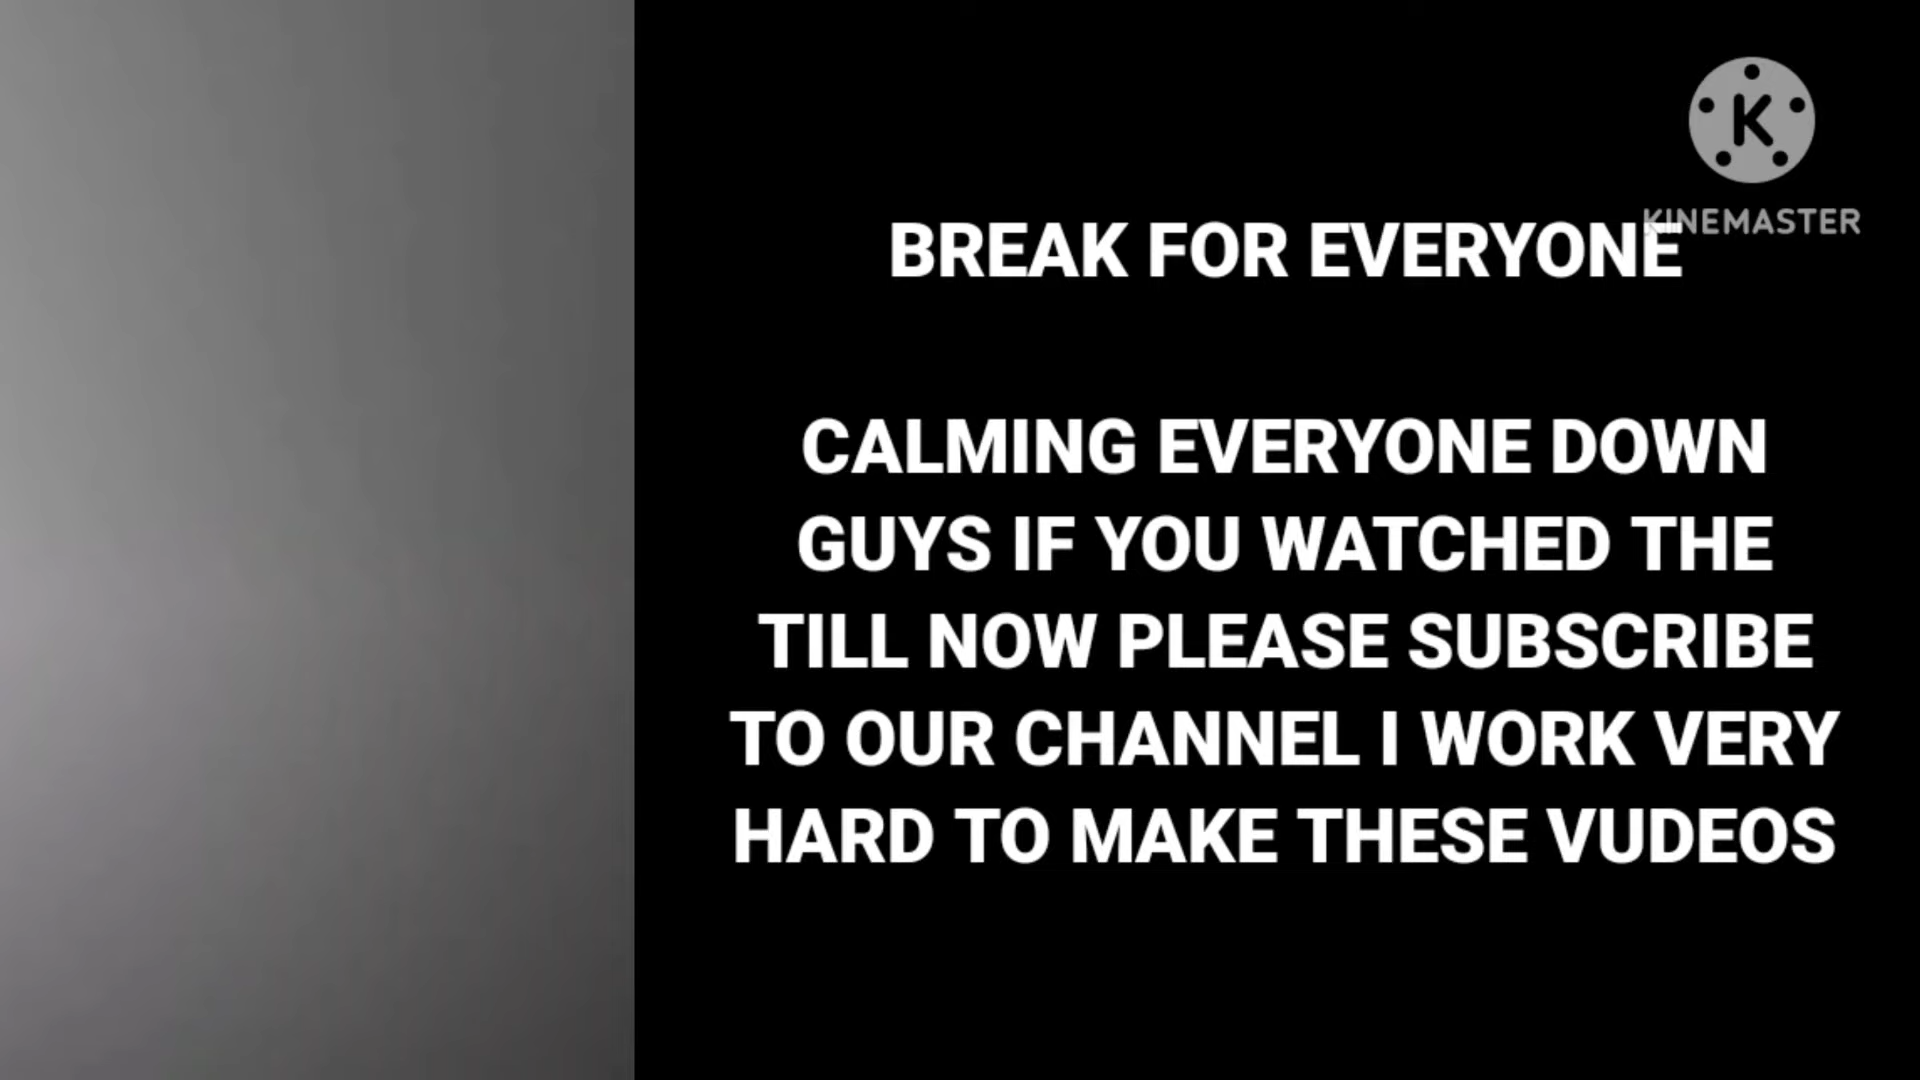 K
KINEMASTER
BREAK FOR EVERYONE
CALMING EVERYONE DOWN
GUYS IF YOU WATCHED THE
TILL NOW PLEASE SUBSCRIBE
TO OUR CHANNEL I WORK VERY
HARD TO MAKE THESE VUDEOS